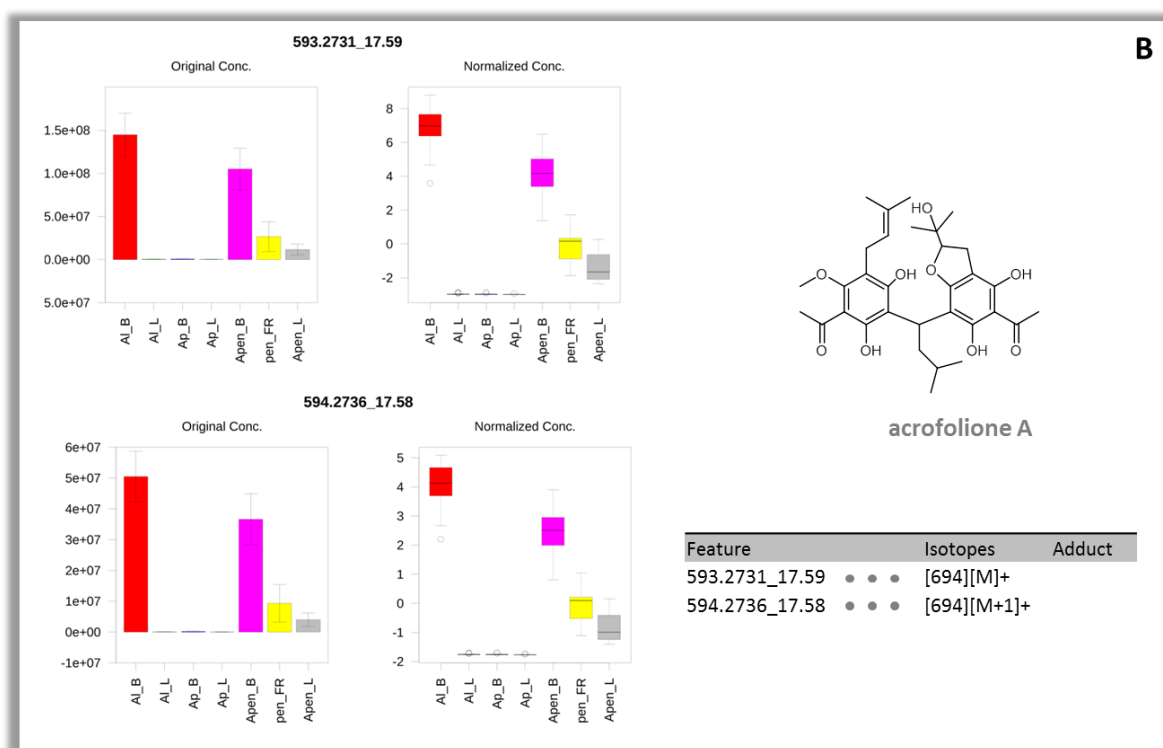 B
593.2731_17.59
Original Conc.
Normalized Conc.
1.5e+08
1.0e+08
5.0e+07
0.0e+00
5.0e+07
Al_B
Al_L
Ap_B
Ap_L
Apen_B
pen_FR
Apen_L
8
6
4
2
0
-2
Al_B
Al_L
Ap_B
Ap_L
Apen_B
pen_FR
Apen_L
594.2736_17.58
Original Conc.
Normalized Conc.
6e+07
5e+07
4e+07
3e+07
2e+07
1e+07
0e+00
-1e+07
Al_B
Al_L
Ap_B
Ap_L
Apen_B
pen_FR
Apen_L
5
4
3
2
1
0
-1
-2
Al_B
Al_L
Ap_B
Ap_L
Apen_B
pen_FR
Apen_L
HO
O
OH
O
OH
O
OH
OH
O
acrofolione A
Feature Isotopes Adduct
593.2731_17.59 • • • [694][M]+
594.2736_17.58 • • • [694][M+1]+